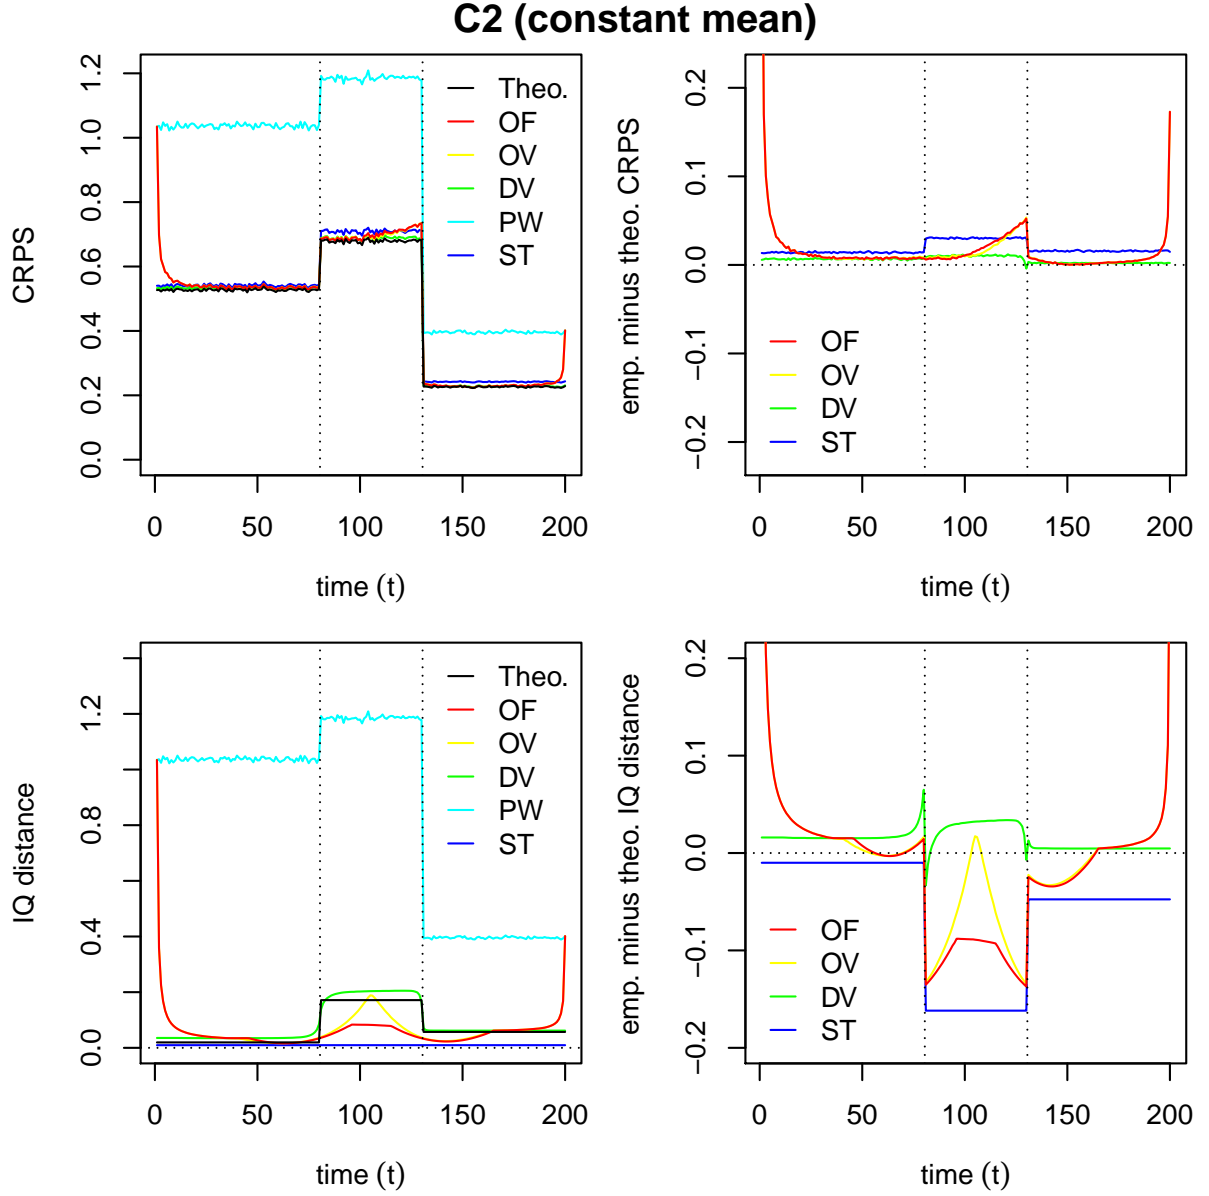 C2 (constant mean)
CRPS
0.0 0.2 0.4 0.6 0.8 1.0 1.2
Theo.
OF
OV
DV
PW
ST
0 50 100 150 200
time (t)
emp. minus theo. CRPS
−0.2 −0.1 0.0 0.1 0.2
OF
OV
DV
ST
0 50 100 150 200
time (t)
IQ distance
0.0 0.4 0.8 1.2
Theo.
OF
OV
DV
PW
ST
0 50 100 150 200
time (t)
emp. minus theo. IQ distance
−0.2 −0.1 0.0 0.1 0.2
OF
OV
DV
ST
0 50 100 150 200
time (t)